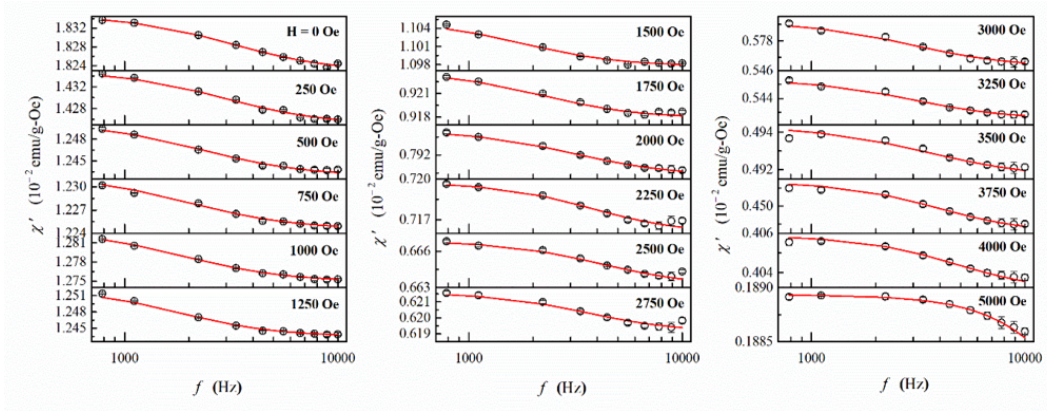 χ′ (10⁻² emu/g-Oe)
1.832
1.828
1.824
H = 0 Oe
1.432
1.428
250 Oe
1.248
1.245
500 Oe
1.230
1.227
1.224
750 Oe
1.281
1.278
1.275
1000 Oe
1.251
1.248
1.245
1250 Oe
1000 10000
f (Hz)
χ′ (10⁻² emu/g-Oe)
1.104
1.101
1.098
1500 Oe
0.921
0.918
1750 Oe
0.792
0.720
2000 Oe
0.717
2250 Oe
0.666
0.663
2500 Oe
0.621
0.620
0.619
2750 Oe
1000 10000
f (Hz)
χ′ (10⁻² emu/g-Oe)
0.578
0.546
3000 Oe
0.544
3250 Oe
0.494
0.492
3500 Oe
0.450
0.406
3750 Oe
0.404
0.1890
4000 Oe
0.1885
5000 Oe
1000 10000
f (Hz)